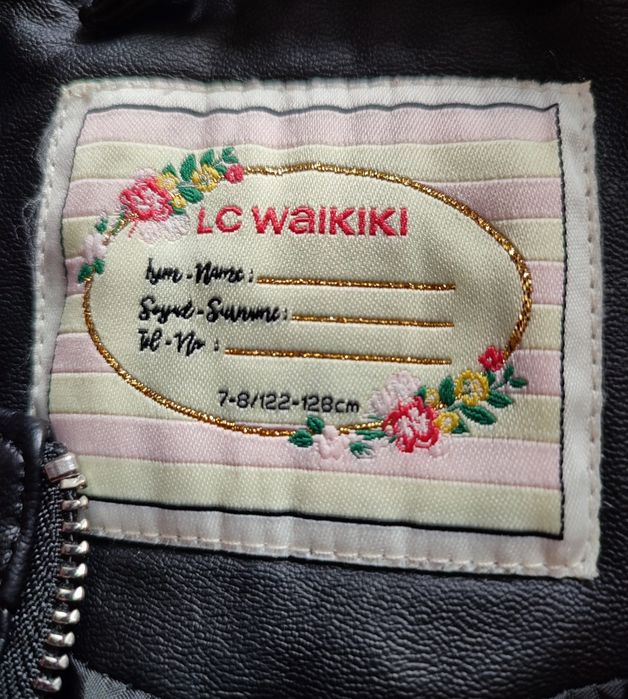 LC WAIKIKI
İsim - Name :
Soyad - Surname :
Tel - No :
7-8/122-128cm